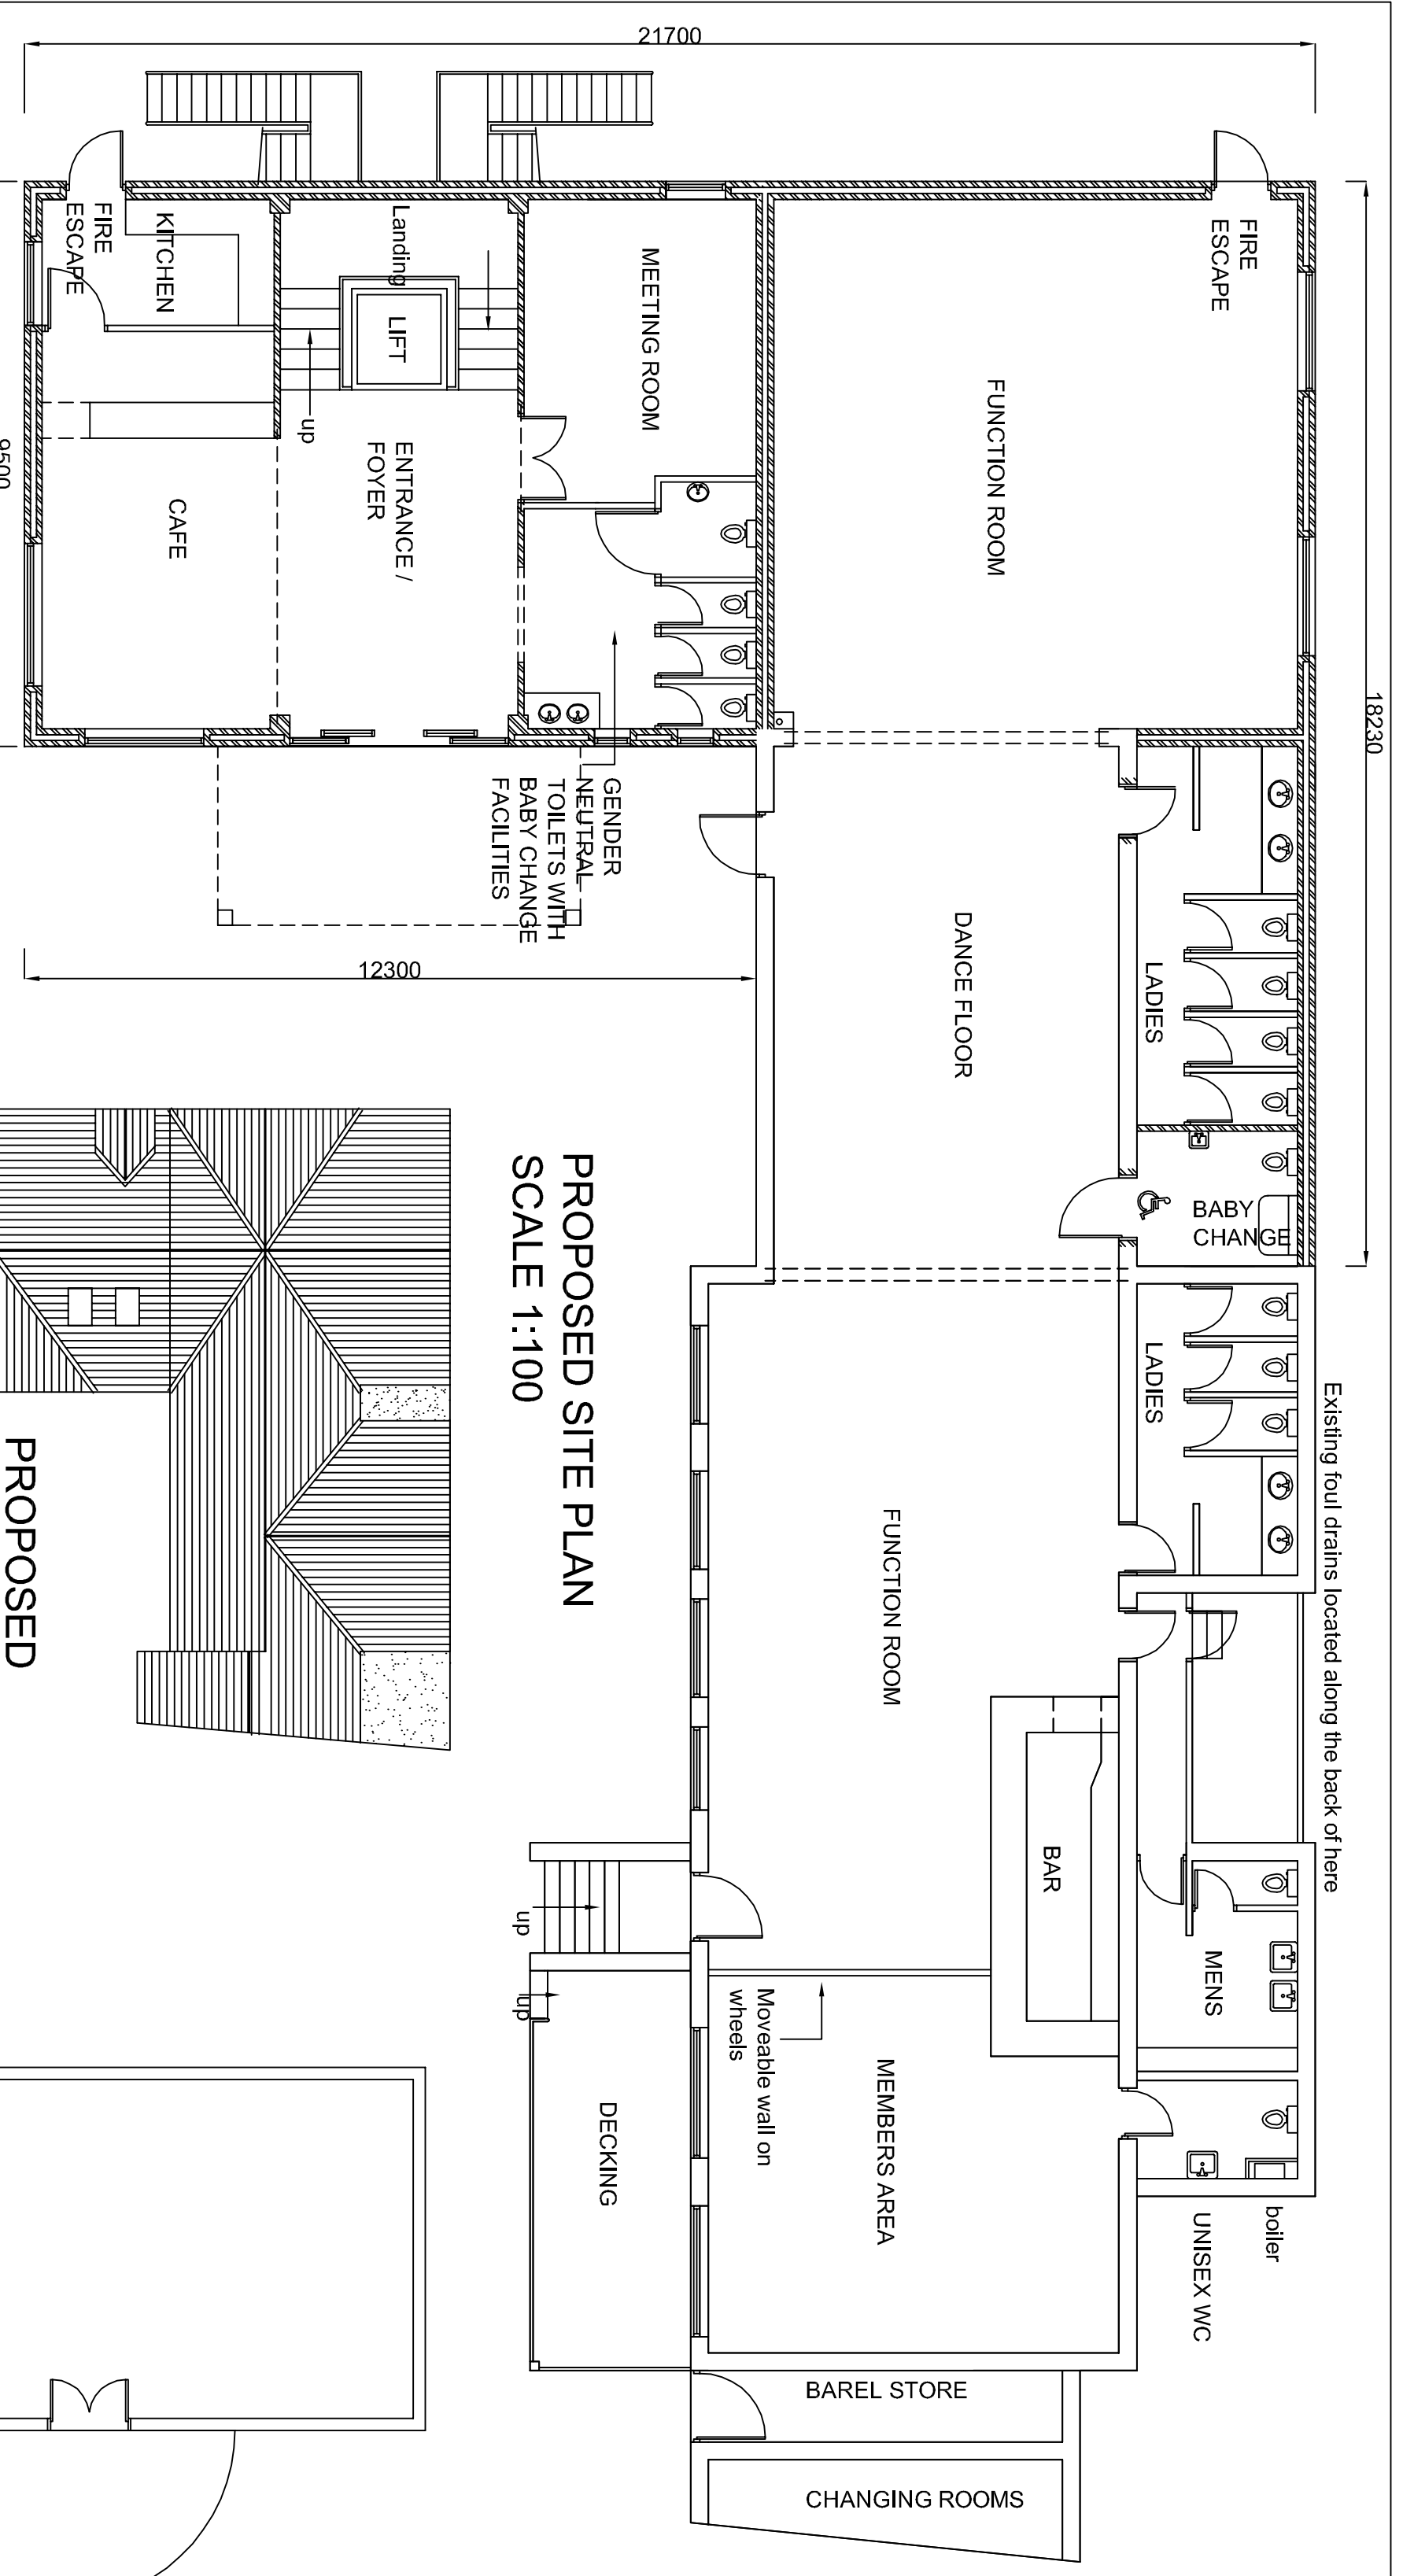 21700
18230
Existing foul drains located along the back of here
FIRE
ESCAPE
FUNCTION ROOM
LADIES
BABY
CHANGE
LADIES
MENS
boiler
UNISEX WC
DANCE FLOOR
FUNCTION ROOM
BAR
MEMBERS AREA
Moveable wall on
wheels
BAREL STORE
CHANGING ROOMS
MEETING ROOM
GENDER
NEUTRAL
TOILETS WITH
BABY CHANGE
FACILITIES
up
up
DECKING
Landing
LIFT
up
ENTRANCE /
FOYER
12300
KITCHEN
FIRE
ESCAPE
CAFE
9500
PROPOSED SITE PLAN
SCALE 1:100
PROPOSED